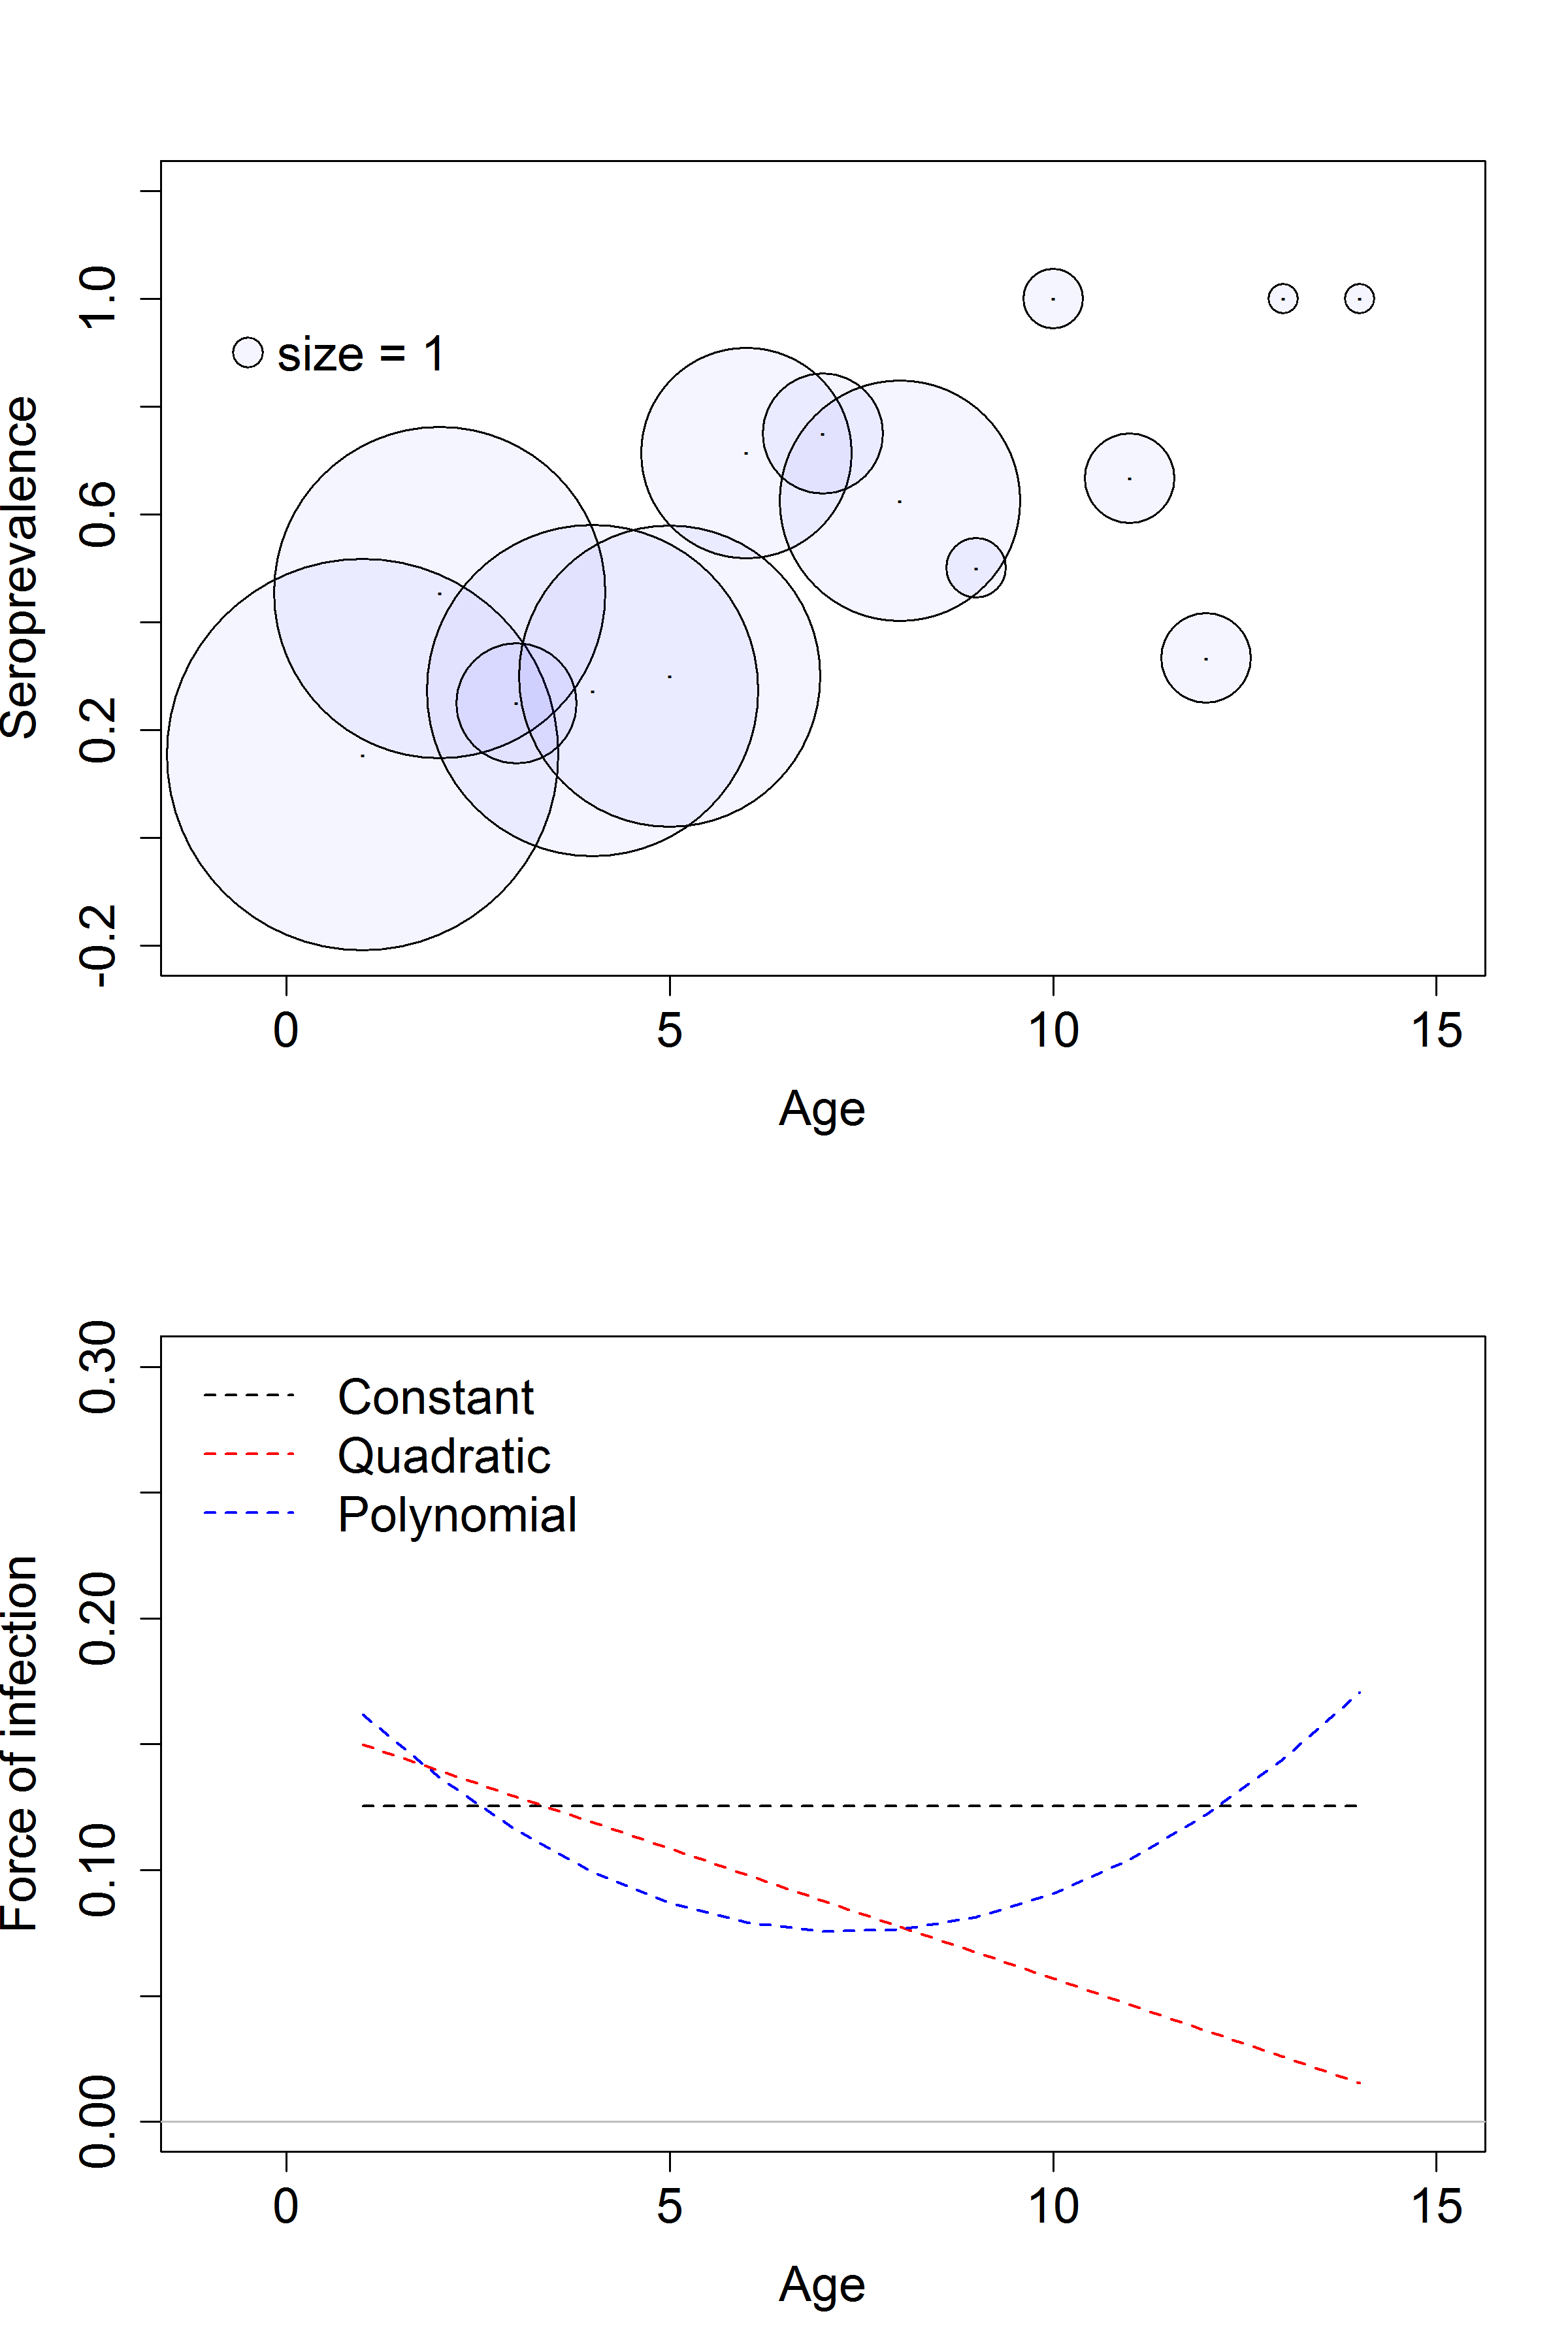 1.0
0.6
0.2
-0.2
Seroprevalence
size = 1
0 5 10 15
Age
0.30
0.20
0.10
0.00
Force of infection
Constant
Quadratic
Polynomial
0 5 10 15
Age